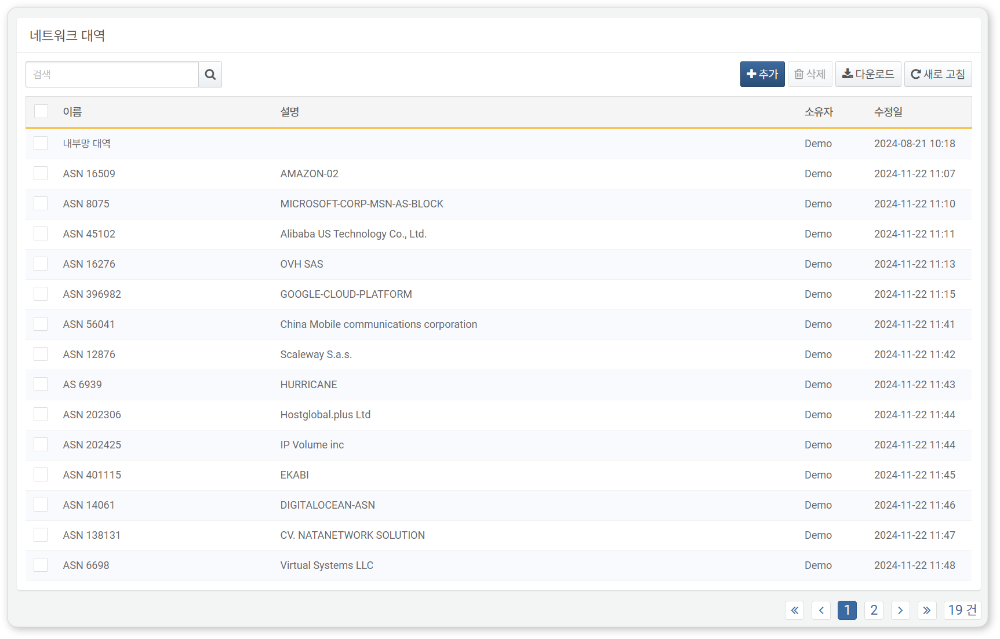 네트워크 대역
검색
추가 삭제 다운로드 새로 고침
이름 설명 소유자 수정일
내부망 대역 Demo 2024-08-21 10:18
ASN 16509 AMAZON-02 Demo 2024-11-22 11:07
ASN 8075 MICROSOFT-CORP-MSN-AS-BLOCK Demo 2024-11-22 11:10
ASN 45102 Alibaba US Technology Co., Ltd. Demo 2024-11-22 11:11
ASN 16276 OVH SAS Demo 2024-11-22 11:13
ASN 396982 GOOGLE-CLOUD-PLATFORM Demo 2024-11-22 11:15
ASN 56041 China Mobile communications corporation Demo 2024-11-22 11:41
ASN 12876 Scaleway S.a.s. Demo 2024-11-22 11:42
AS 6939 HURRICANE Demo 2024-11-22 11:43
ASN 202306 Hostglobal.plus Ltd Demo 2024-11-22 11:44
ASN 202425 IP Volume inc Demo 2024-11-22 11:44
ASN 401115 EKABI Demo 2024-11-22 11:45
ASN 14061 DIGITALOCEAN-ASN Demo 2024-11-22 11:46
ASN 138131 CV. NATANETWORK SOLUTION Demo 2024-11-22 11:47
ASN 6698 Virtual Systems LLC Demo 2024-11-22 11:48
« ‹ 1 2 › » 19 건